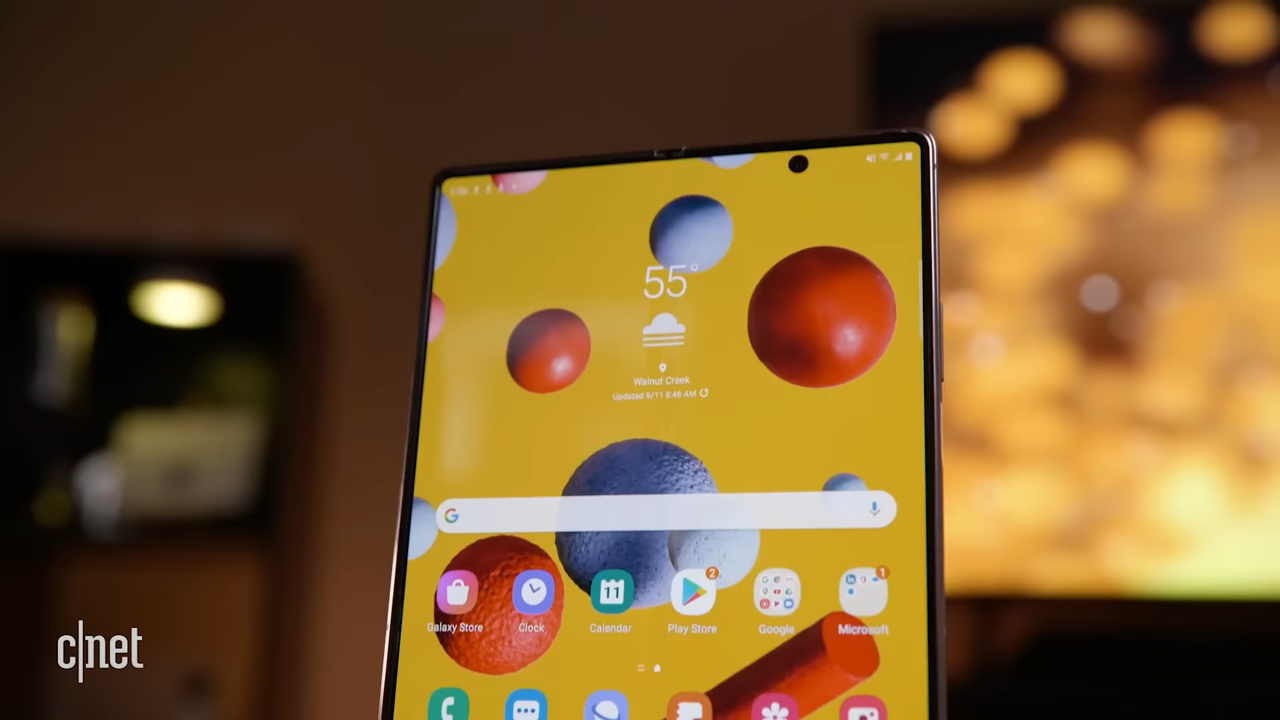 55°
Walnut Creek
Updated 9/11 8:46 AM
G
11
2
1
Galaxy Store
Clock
Calendar
Play Store
Google
Microsoft
c|net